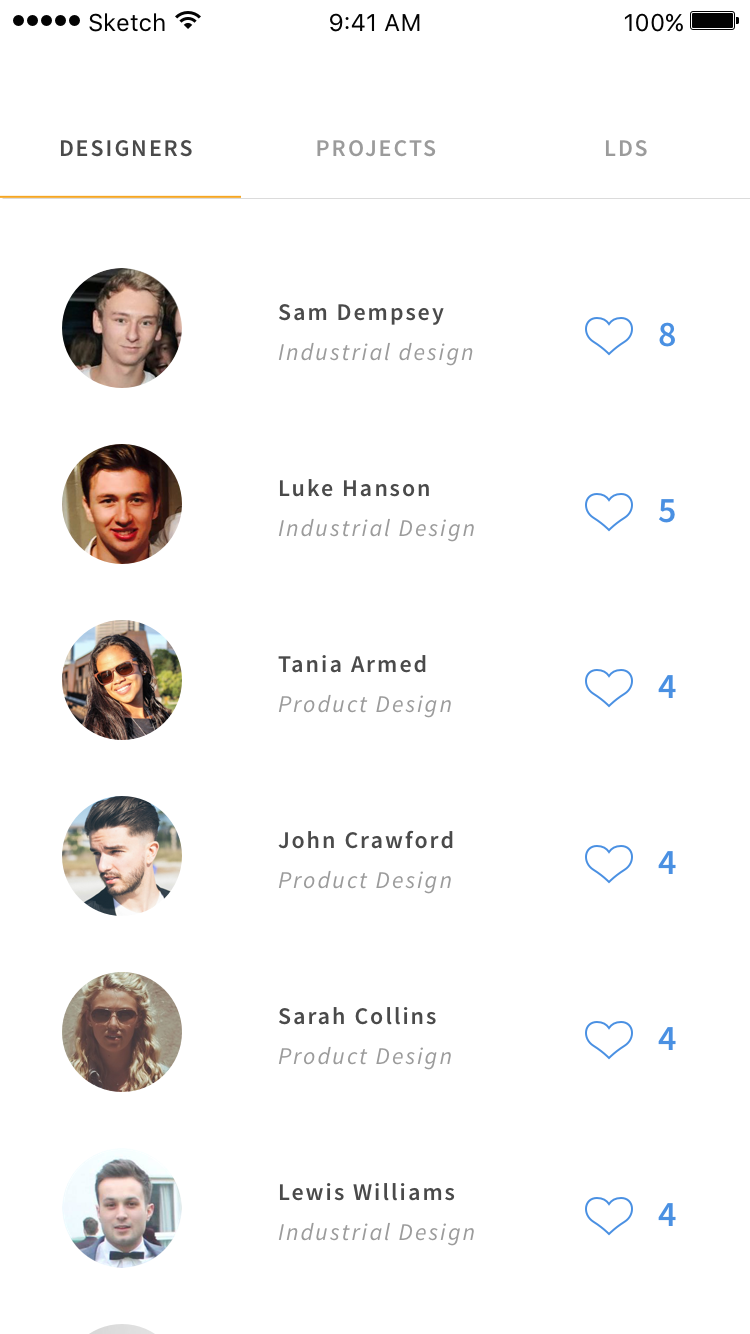 Sketch 9:41 AM 100%
DESIGNERS PROJECTS LDS
Sam Dempsey
Industrial design
8
Luke Hanson
Industrial Design
5
Tania Armed
Product Design
4
John Crawford
Product Design
4
Sarah Collins
Product Design
4
Lewis Williams
Industrial Design
4